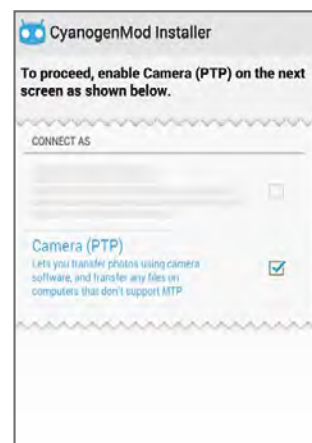 CyanogenMod Installer
To proceed, enable Camera (PTP) on the next
screen as shown below.
CONNECT AS
Camera (PTP)
Lets you transfer photos using camera
software, and transfer any files on
computers that don't support MTP